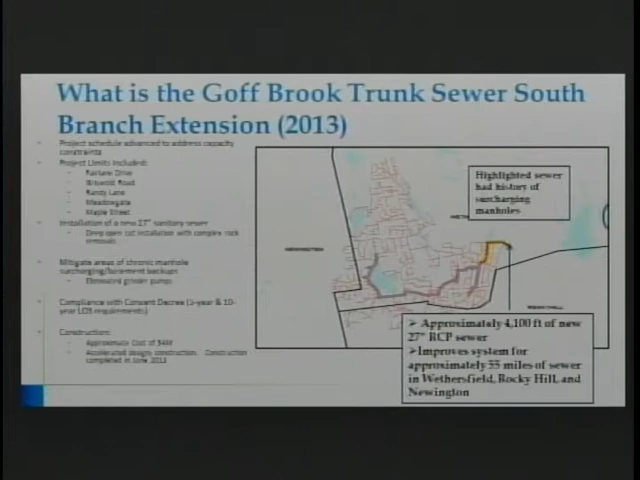 What is the Goff Brook Trunk Sewer South
Branch Extension (2013)
Project schedule advanced to address capacity
constraints
Project Limits Included:
Fairlane Drive
Griswold Road
Randy Lane
Meadowgate
Maple Street
Installation of a new 27" sanitary sewer
Deep open cut installation with complex rock
removals
Mitigate areas of chronic manhole
surcharging/basement backups
Eliminated grinder pumps
Compliance with Consent Decree (1-year & 10-
year LOS requirements)
Construction:
Approximate Cost of
Accelerated design/construction. Construction
completed in June 2013
Highlighted sewer
had history of
surcharging
manholes
NEWINGTON
ROCKY HILL
➢ Approximately 4,100 ft of new
27" RCP sewer
➢Improves system for
approximately 55 miles of sewer
in Wethersfield, Rocky Hill, and
Newington